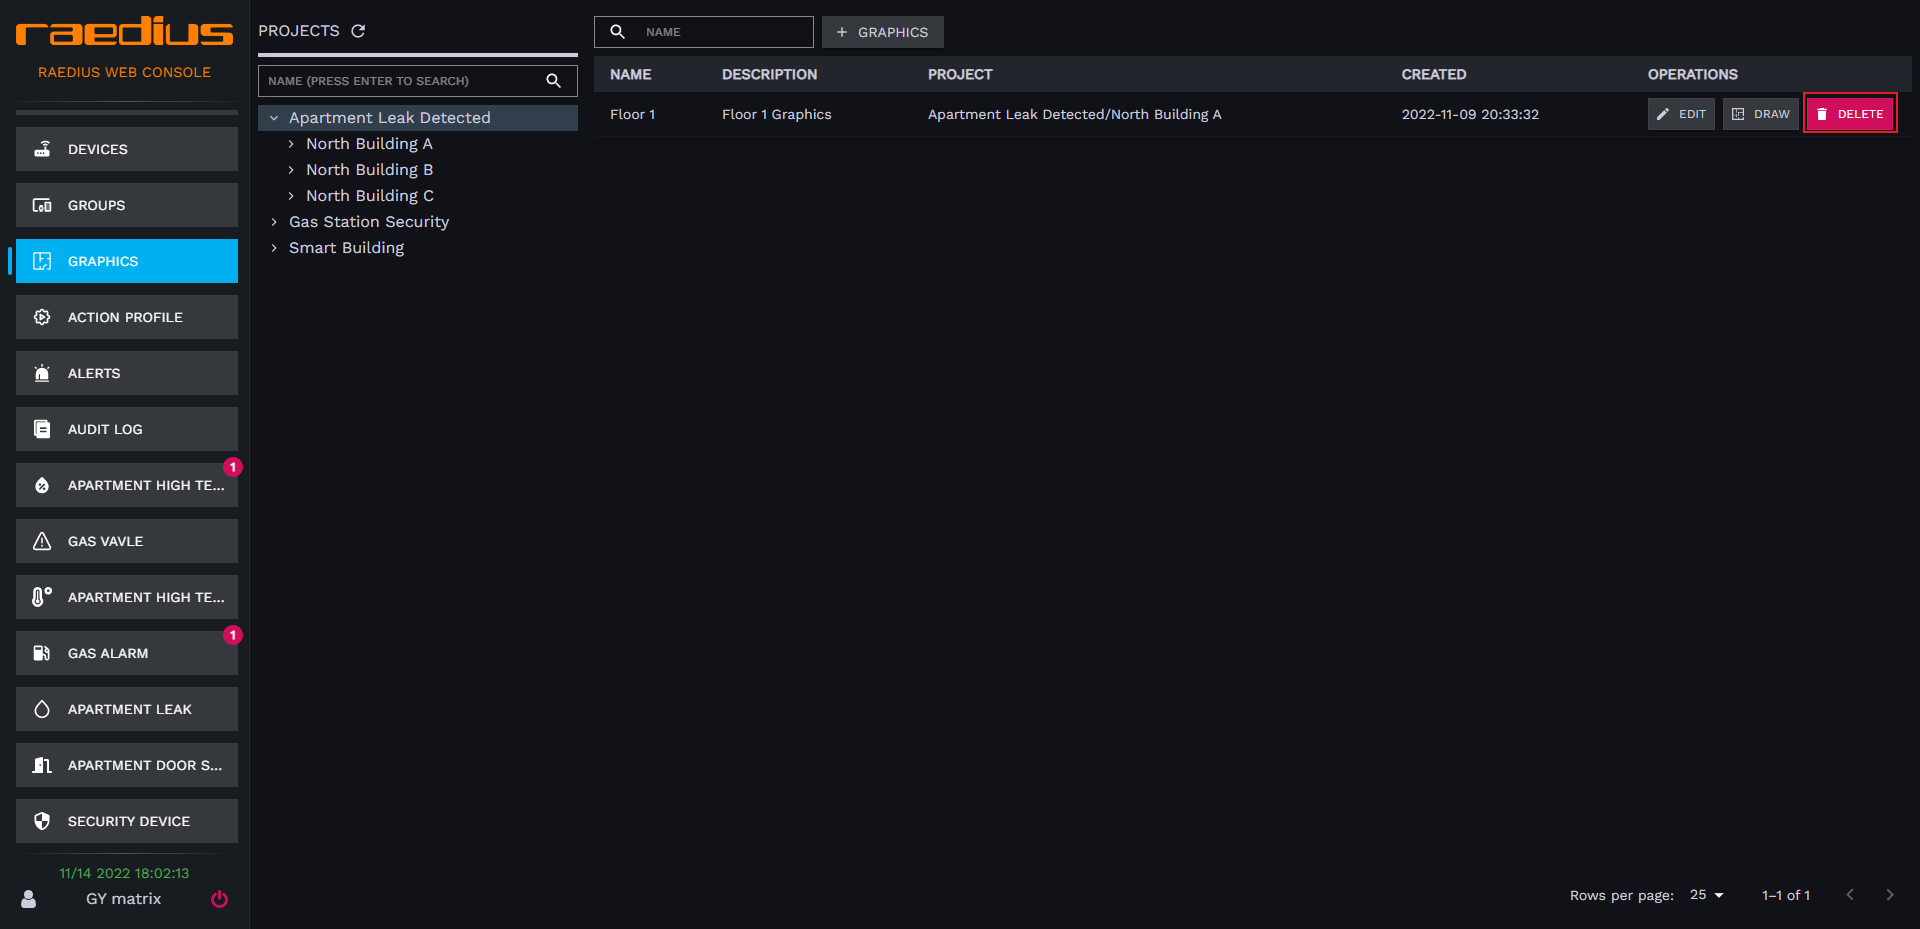 raedius
RAEDIUS WEB CONSOLE
DEVICES
GROUPS
GRAPHICS
ACTION PROFILE
ALERTS
AUDIT LOG
1
APARTMENT HIGH TE...
GAS VAVLE
APARTMENT HIGH TE...
1
GAS ALARM
APARTMENT LEAK
APARTMENT DOOR S...
SECURITY DEVICE
11/14 2022 18:02:13
GY matrix
PROJECTS
NAME (PRESS ENTER TO SEARCH)
Apartment Leak Detected
North Building A
North Building B
North Building C
Gas Station Security
Smart Building
NAME
+ GRAPHICS
NAME DESCRIPTION PROJECT CREATED OPERATIONS
Floor 1 Floor 1 Graphics Apartment Leak Detected/North Building A 2022-11-09 20:33:32 EDIT DRAW DELETE
Rows per page: 25 1–1 of 1